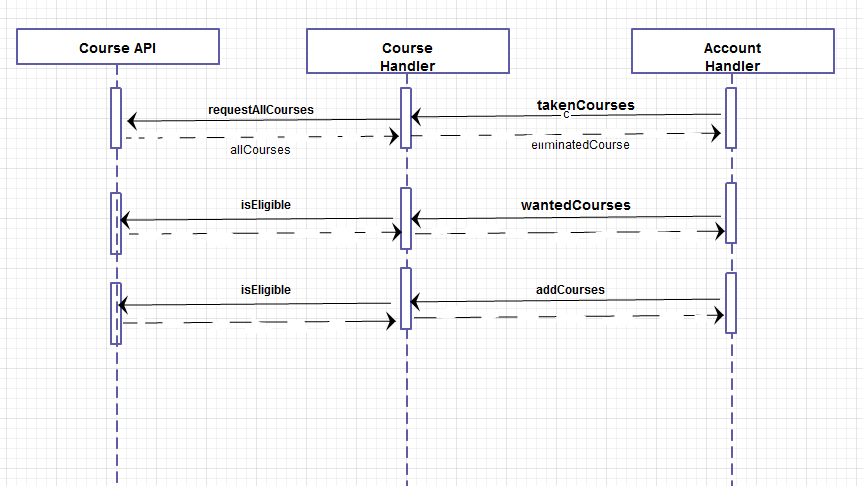 Course API
Course
Handler
Account
Handler
requestAllCourses
takenCourses
C
allCourses
eliminatedCourse
isEligible
wantedCourses
isEligible
addCourses